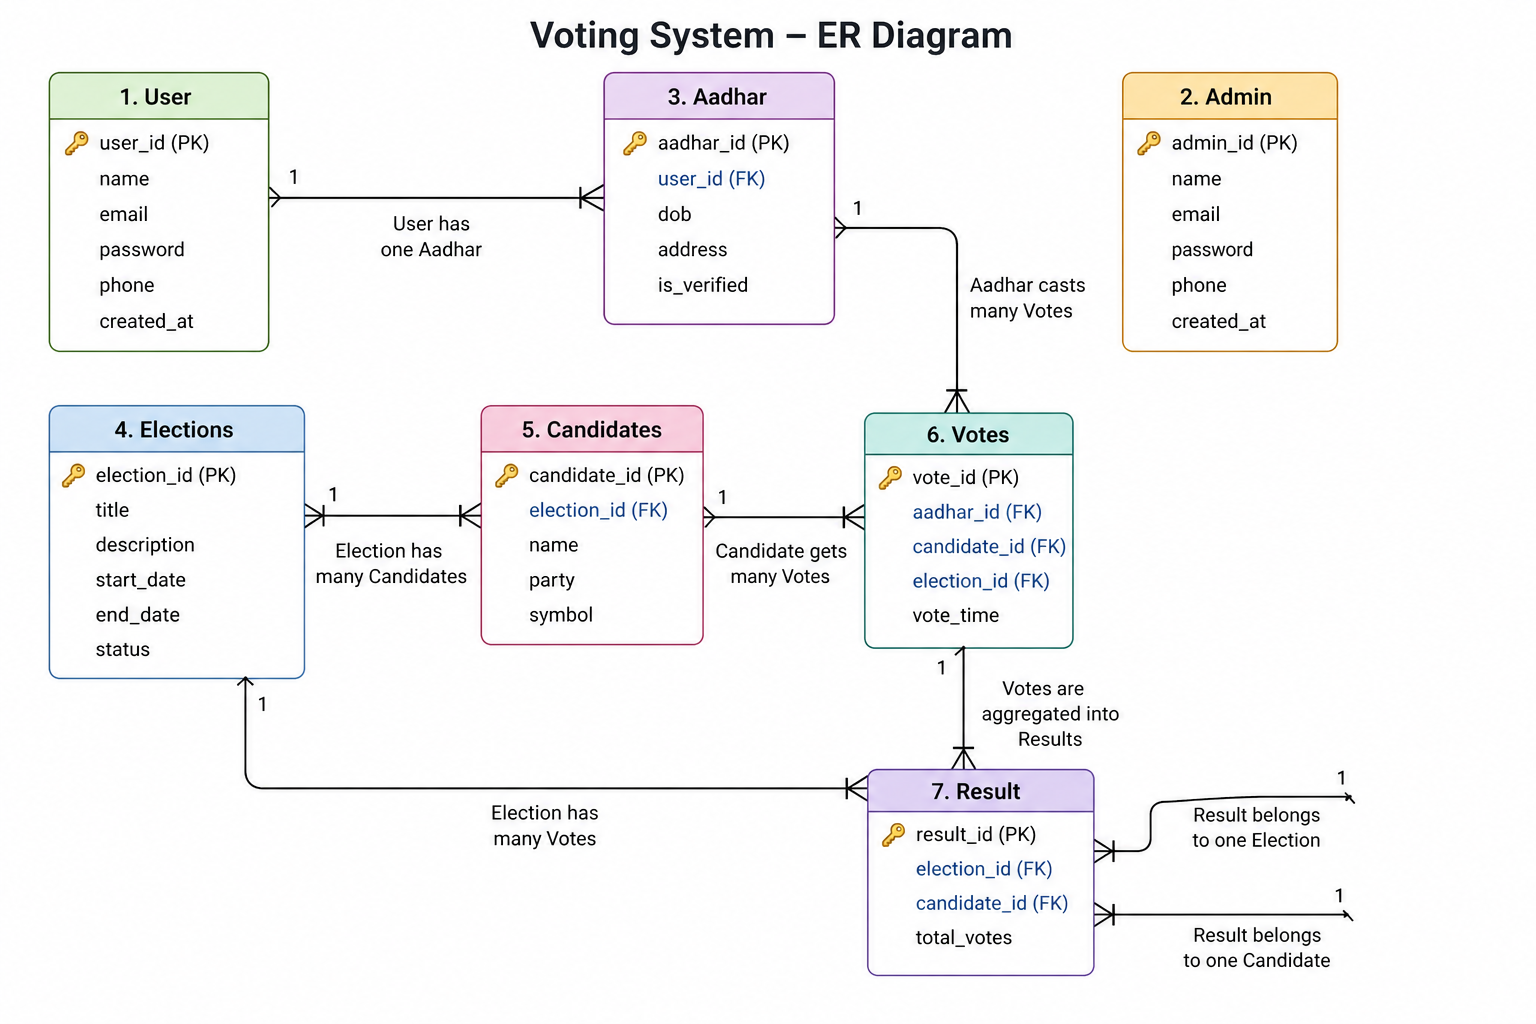 Voting System – ER Diagram
1. User
user_id (PK)
name
email
password
phone
created_at
1
User has
one Aadhar
3. Aadhar
aadhar_id (PK)
user_id (FK)
dob
address
is_verified
1
Aadhar casts
many Votes
2. Admin
admin_id (PK)
name
email
password
phone
created_at
4. Elections
election_id (PK)
title
description
start_date
end_date
status
1
Election has
many Candidates
5. Candidates
candidate_id (PK)
election_id (FK)
name
party
symbol
1
Candidate gets
many Votes
6. Votes
vote_id (PK)
aadhar_id (FK)
candidate_id (FK)
election_id (FK)
vote_time
1
Votes are
aggregated into
Results
1
Election has
many Votes
7. Result
result_id (PK)
election_id (FK)
candidate_id (FK)
total_votes
1
Result belongs
to one Election
1
Result belongs
to one Candidate